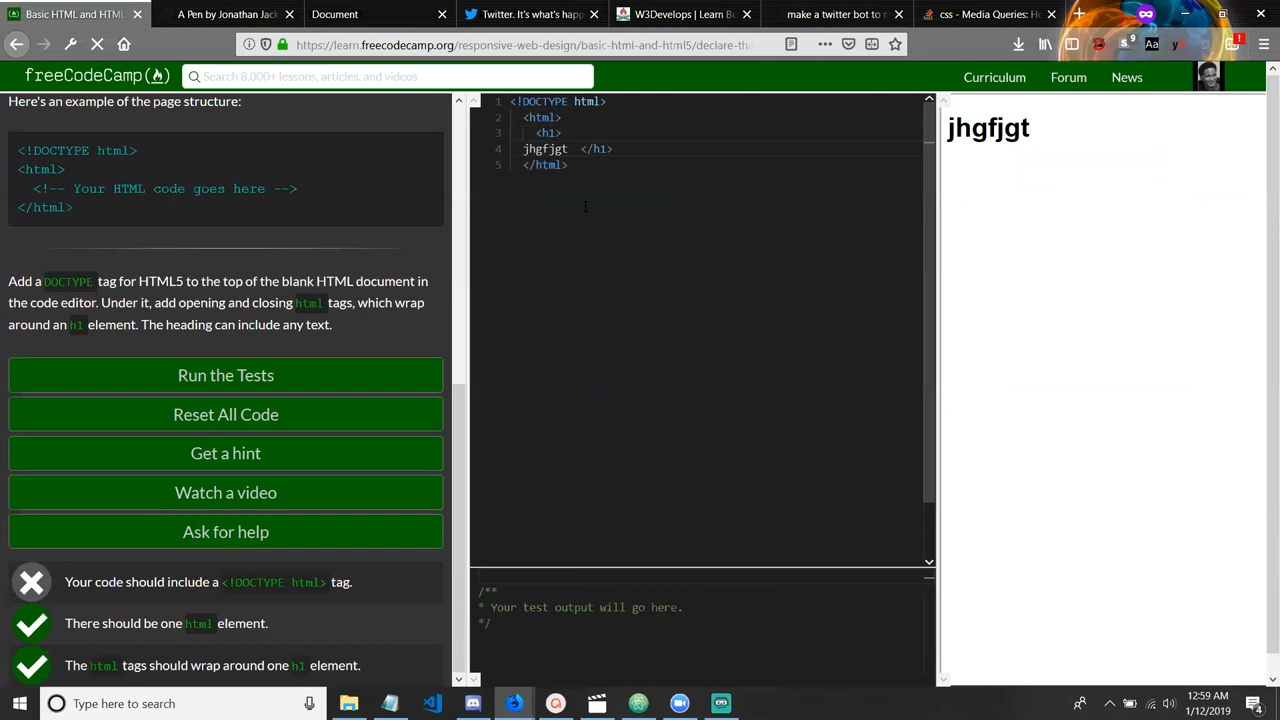 Basic HTML and HTML
A Pen by Jonathan Jack
Document
Twitter. It's what's happ
W3Develops | Learn Bu
make a twitter bot to r
css - Media Queries: Ho
https://learn.freecodecamp.org/responsive-web-design/basic-html-and-html5/declare-the
freeCodeCamp
Search 8,000+ lessons, articles, and videos
Curriculum
Forum
News
Here's an example of the page structure:
<!DOCTYPE html>
<html>
<!-- Your HTML code goes here -->
</html>
Add a DOCTYPE tag for HTML5 to the top of the blank HTML document in
the code editor. Under it, add opening and closing html tags, which wrap
around an h1 element. The heading can include any text.
Run the Tests
Reset All Code
Get a hint
Watch a video
Ask for help
Your code should include a <!DOCTYPE html> tag.
There should be one html element.
The html tags should wrap around one h1 element.
1 <!DOCTYPE html>
2 <html>
3 <h1>
4 jhgfjgt </h1>
5 </html>
/**
* Your test output will go here.
*/
jhgfjgt
Type here to search
12:59 AM
1/12/2019
4